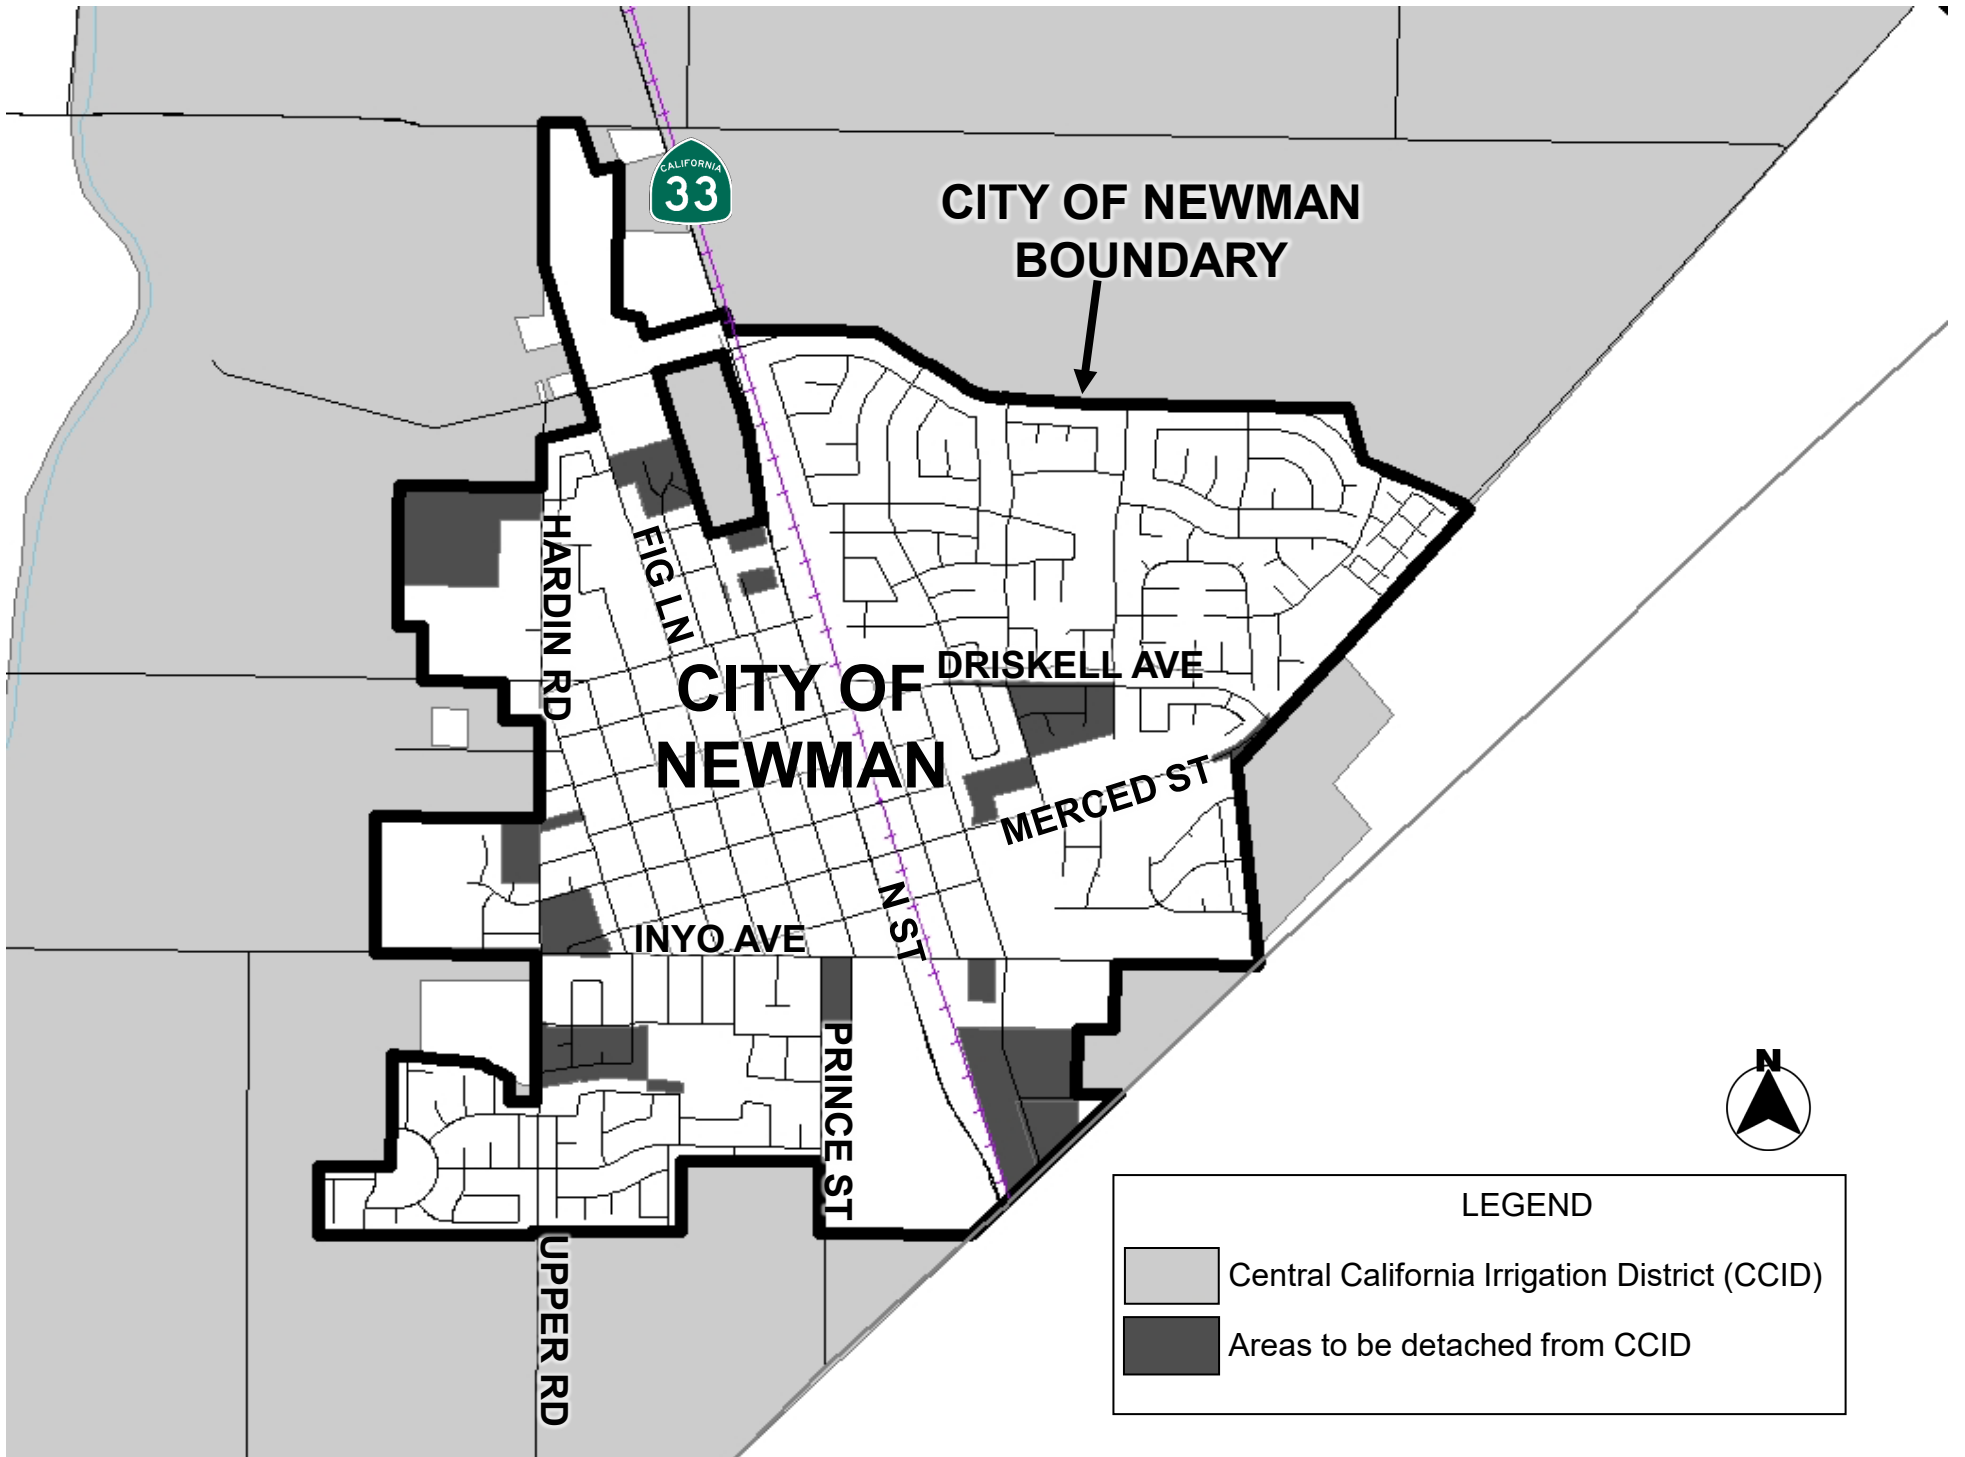 CALIFORNIA
33
CITY OF NEWMAN
BOUNDARY
HARDIN RD
FIG LN
CITY OF
NEWMAN
DRISKELL AVE
MERCED ST
N ST
INYO AVE
PRINCE ST
UPPER RD
N
LEGEND
Central California Irrigation District (CCID)
Areas to be detached from CCID